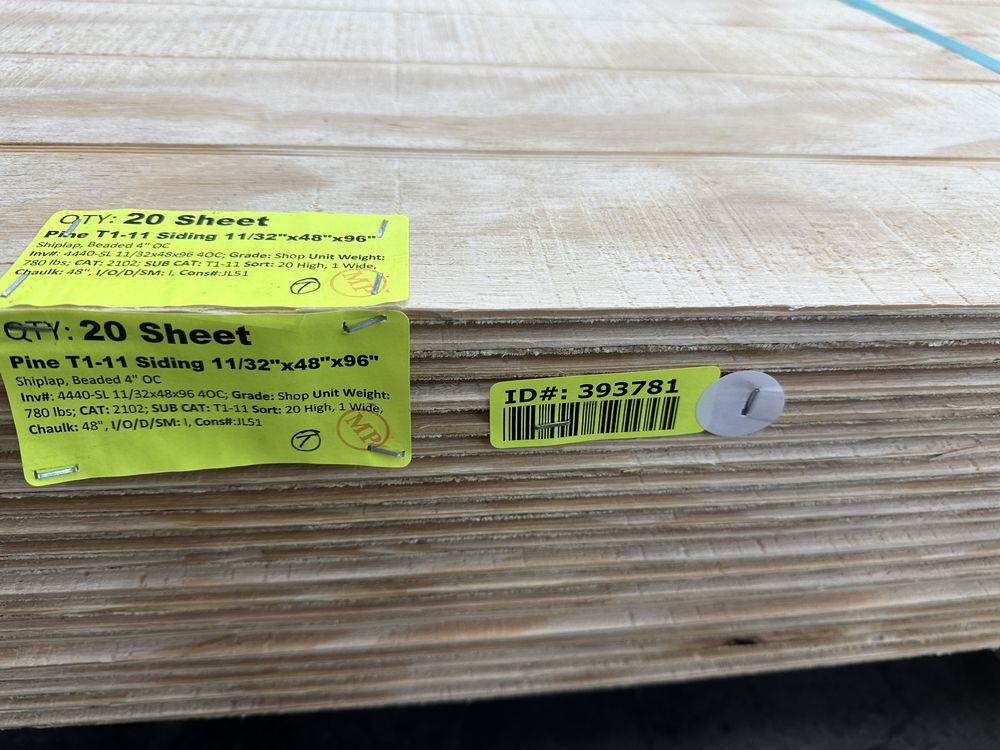 QTY: 20 Sheet
Pine T1-11 Siding 11/32"x48"x96"
Shiplap, Beaded 4" OC
Inv#: 4440-SL 11/32x48x96 4OC; Grade: Shop Unit Weight:
780 lbs; CAT: 2102; SUB CAT: T1-11 Sort: 20 High, 1 Wide,
Chaulk: 48", I/O/D/SM: I, Cons#:JL51
T
MP
QTY: 20 Sheet
Pine T1-11 Siding 11/32"x48"x96"
Shiplap, Beaded 4" OC
Inv#: 4440-SL 11/32x48x96 4OC; Grade: Shop Unit Weight:
780 lbs; CAT: 2102; SUB CAT: T1-11 Sort: 20 High, 1 Wide,
Chaulk: 48", I/O/D/SM: I, Cons#:JL51
T
MP
ID#: 393781